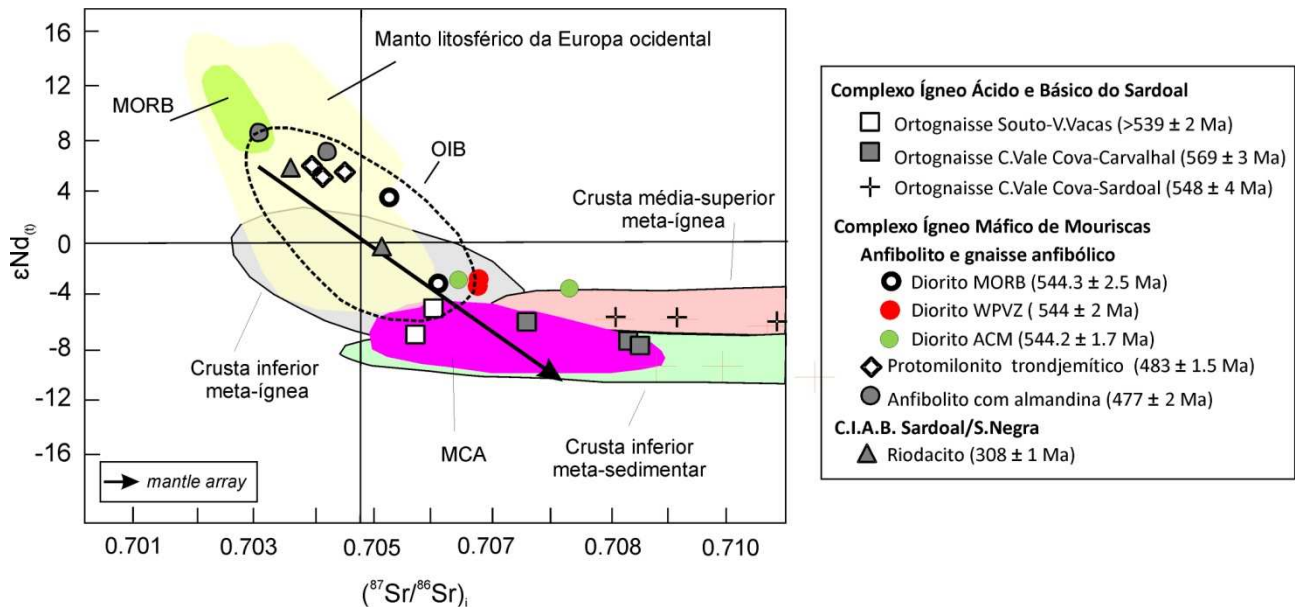 16
12
8
4
0
-4
-8
-12
-16
εNd(t)
Manto litosférico da Europa ocidental
MORB
OIB
Crusta média-superior
meta-ígnea
Crusta inferior
meta-ígnea
MCA
Crusta inferior
meta-sedimentar
mantle array
0.701
0.703
0.705
0.707
0.708
0.710
(⁸⁷Sr/⁸⁶Sr)i
Complexo Ígneo Ácido e Básico do Sardoal
Ortognaisse Souto-V.Vacas (>539 ± 2 Ma)
Ortognaisse C.Vale Cova-Carvalhal (569 ± 3 Ma)
Ortognaisse C.Vale Cova-Sardoal (548 ± 4 Ma)
Complexo Ígneo Máfico de Mouriscas
Anfibolito e gnaisse anfibólico
Diorito MORB (544.3 ± 2.5 Ma)
Diorito WPVZ ( 544 ± 2 Ma)
Diorito ACM (544.2 ± 1.7 Ma)
Protomilonito trondjemítico (483 ± 1.5 Ma)
Anfibolito com almandina (477 ± 2 Ma)
C.I.A.B. Sardoal/S.Negra
Riodacito (308 ± 1 Ma)